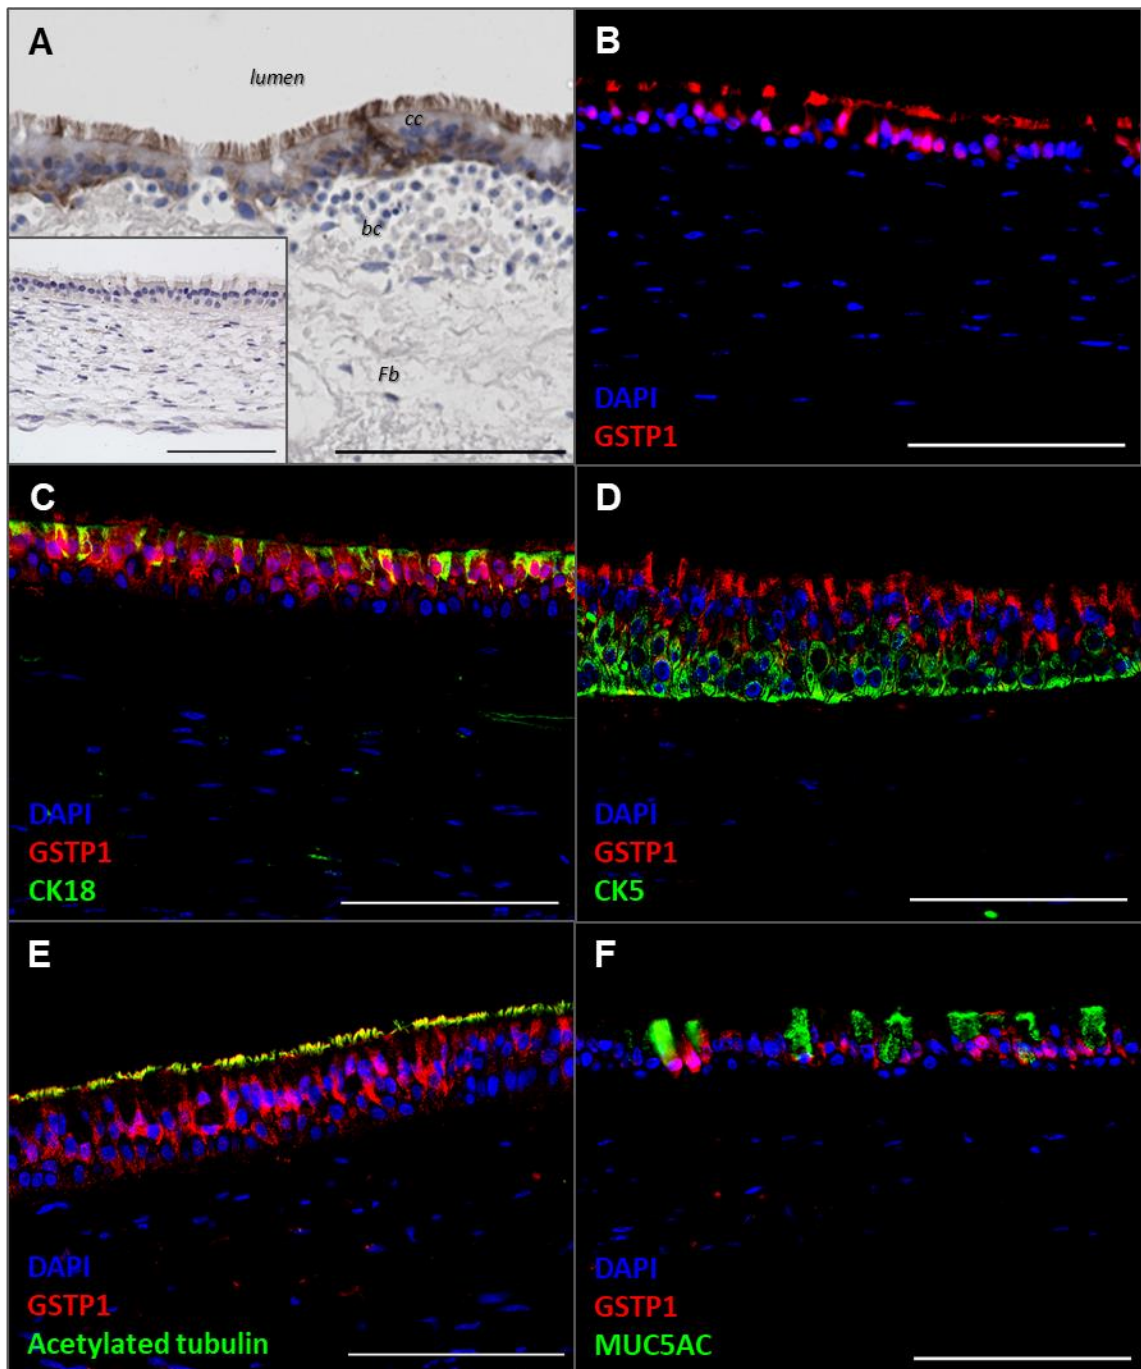 A
lumen
cc
bc
Fb
B
DAPI
GSTP1
C
DAPI
GSTP1
CK18
D
DAPI
GSTP1
CK5
E
DAPI
GSTP1
Acetylated tubulin
F
DAPI
GSTP1
MUC5AC